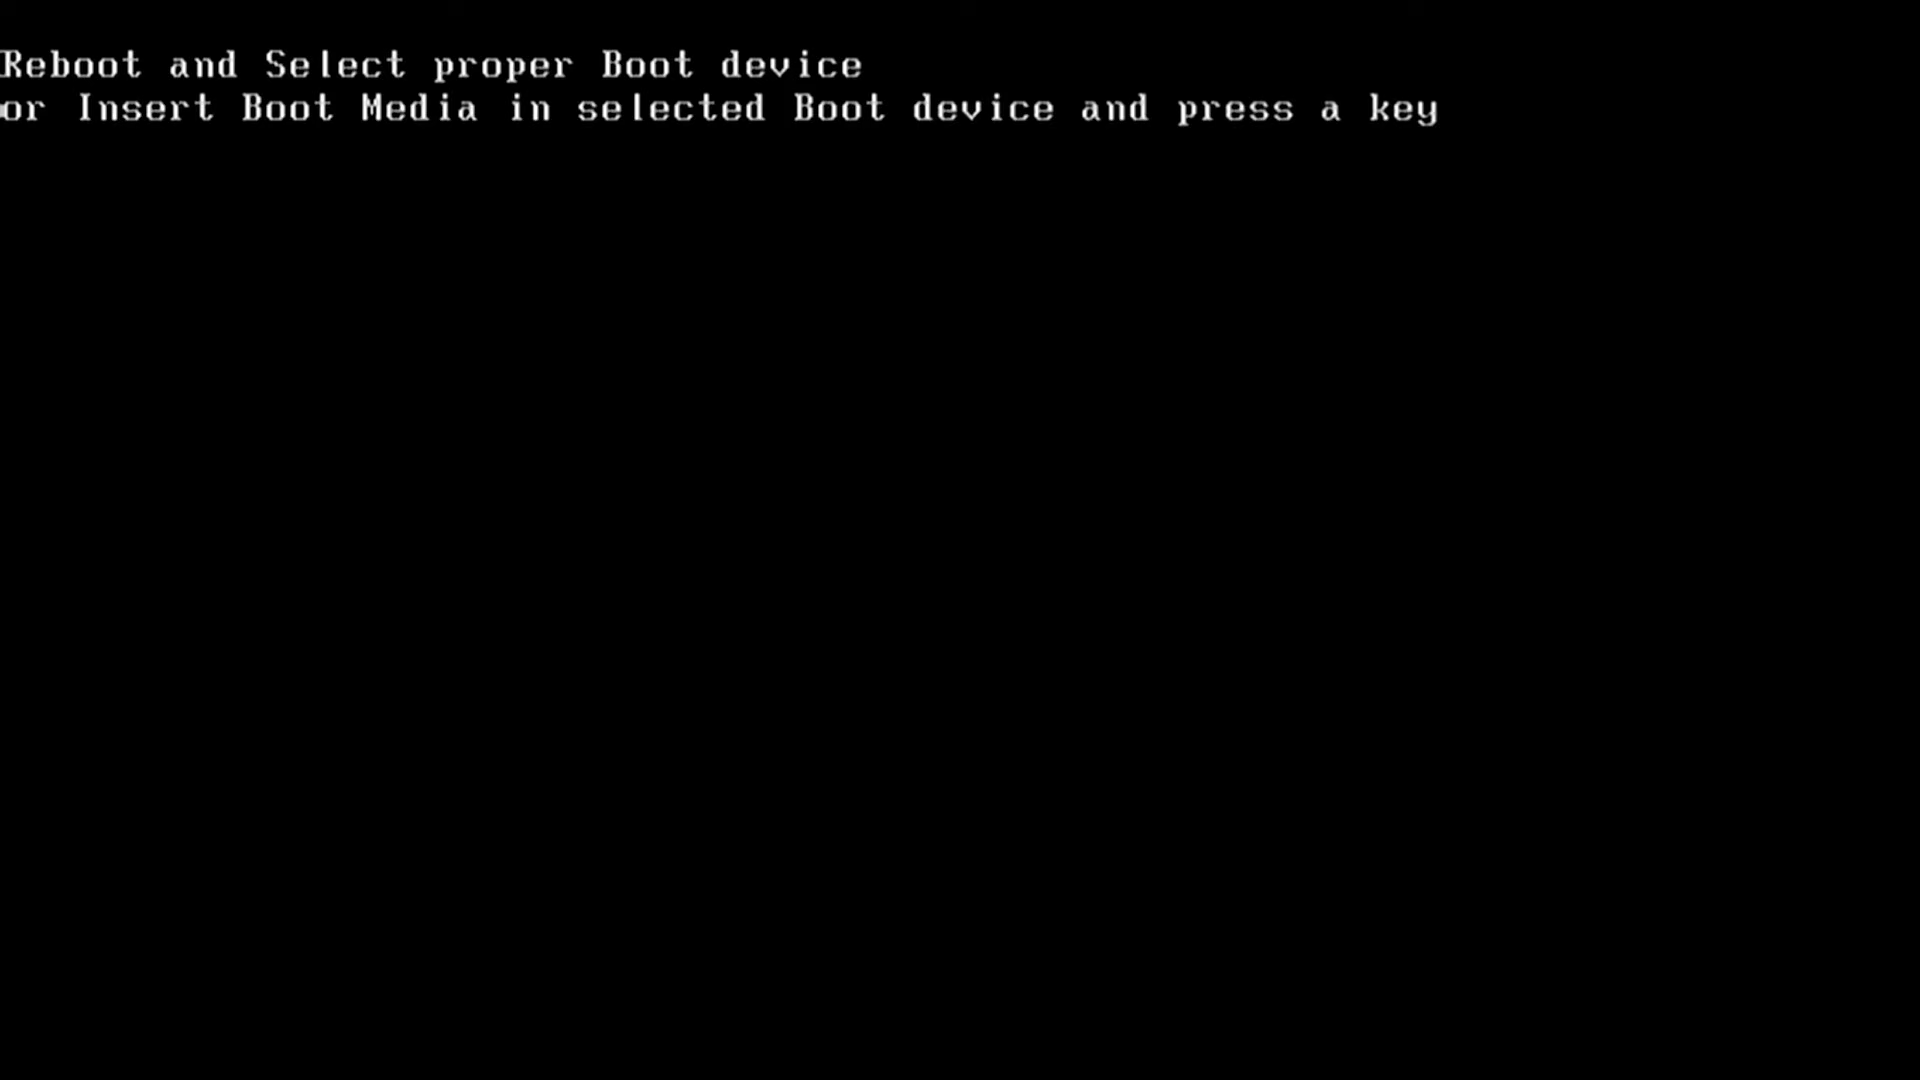 Reboot and Select proper Boot device
or Insert Boot Media in selected Boot device and press a key